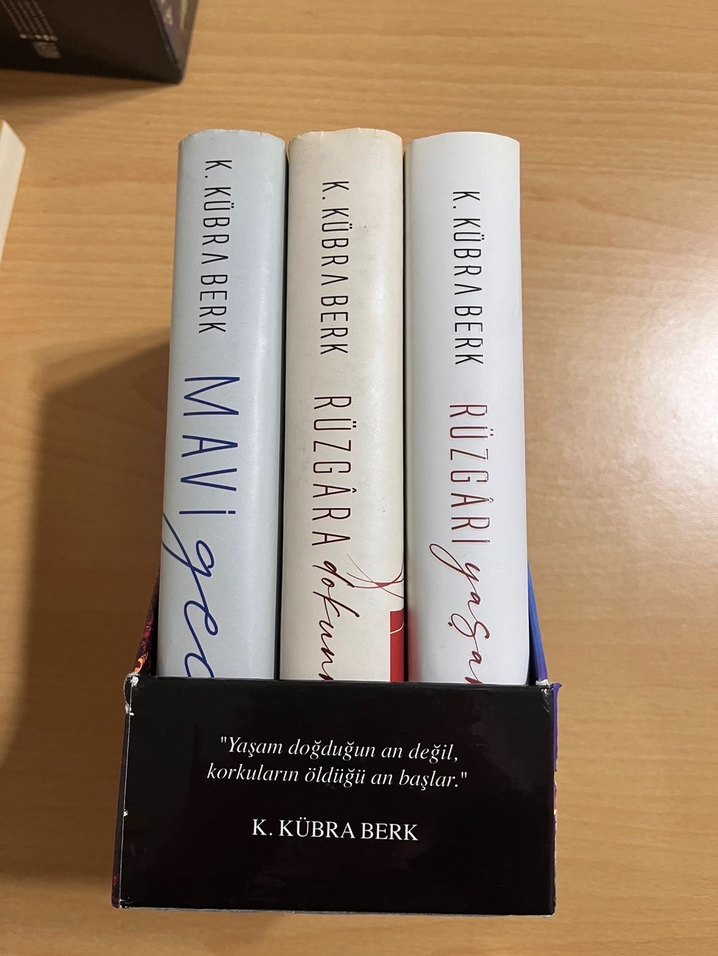 K. KÜBRA BERK
MAVİ
K. KÜBRA BERK
RÜZGÂRA
K. KÜBRA BERK
RÜZGÂRI
"Yaşam doğduğun an değil,
korkuların öldüğü an başlar."
K. KÜBRA BERK